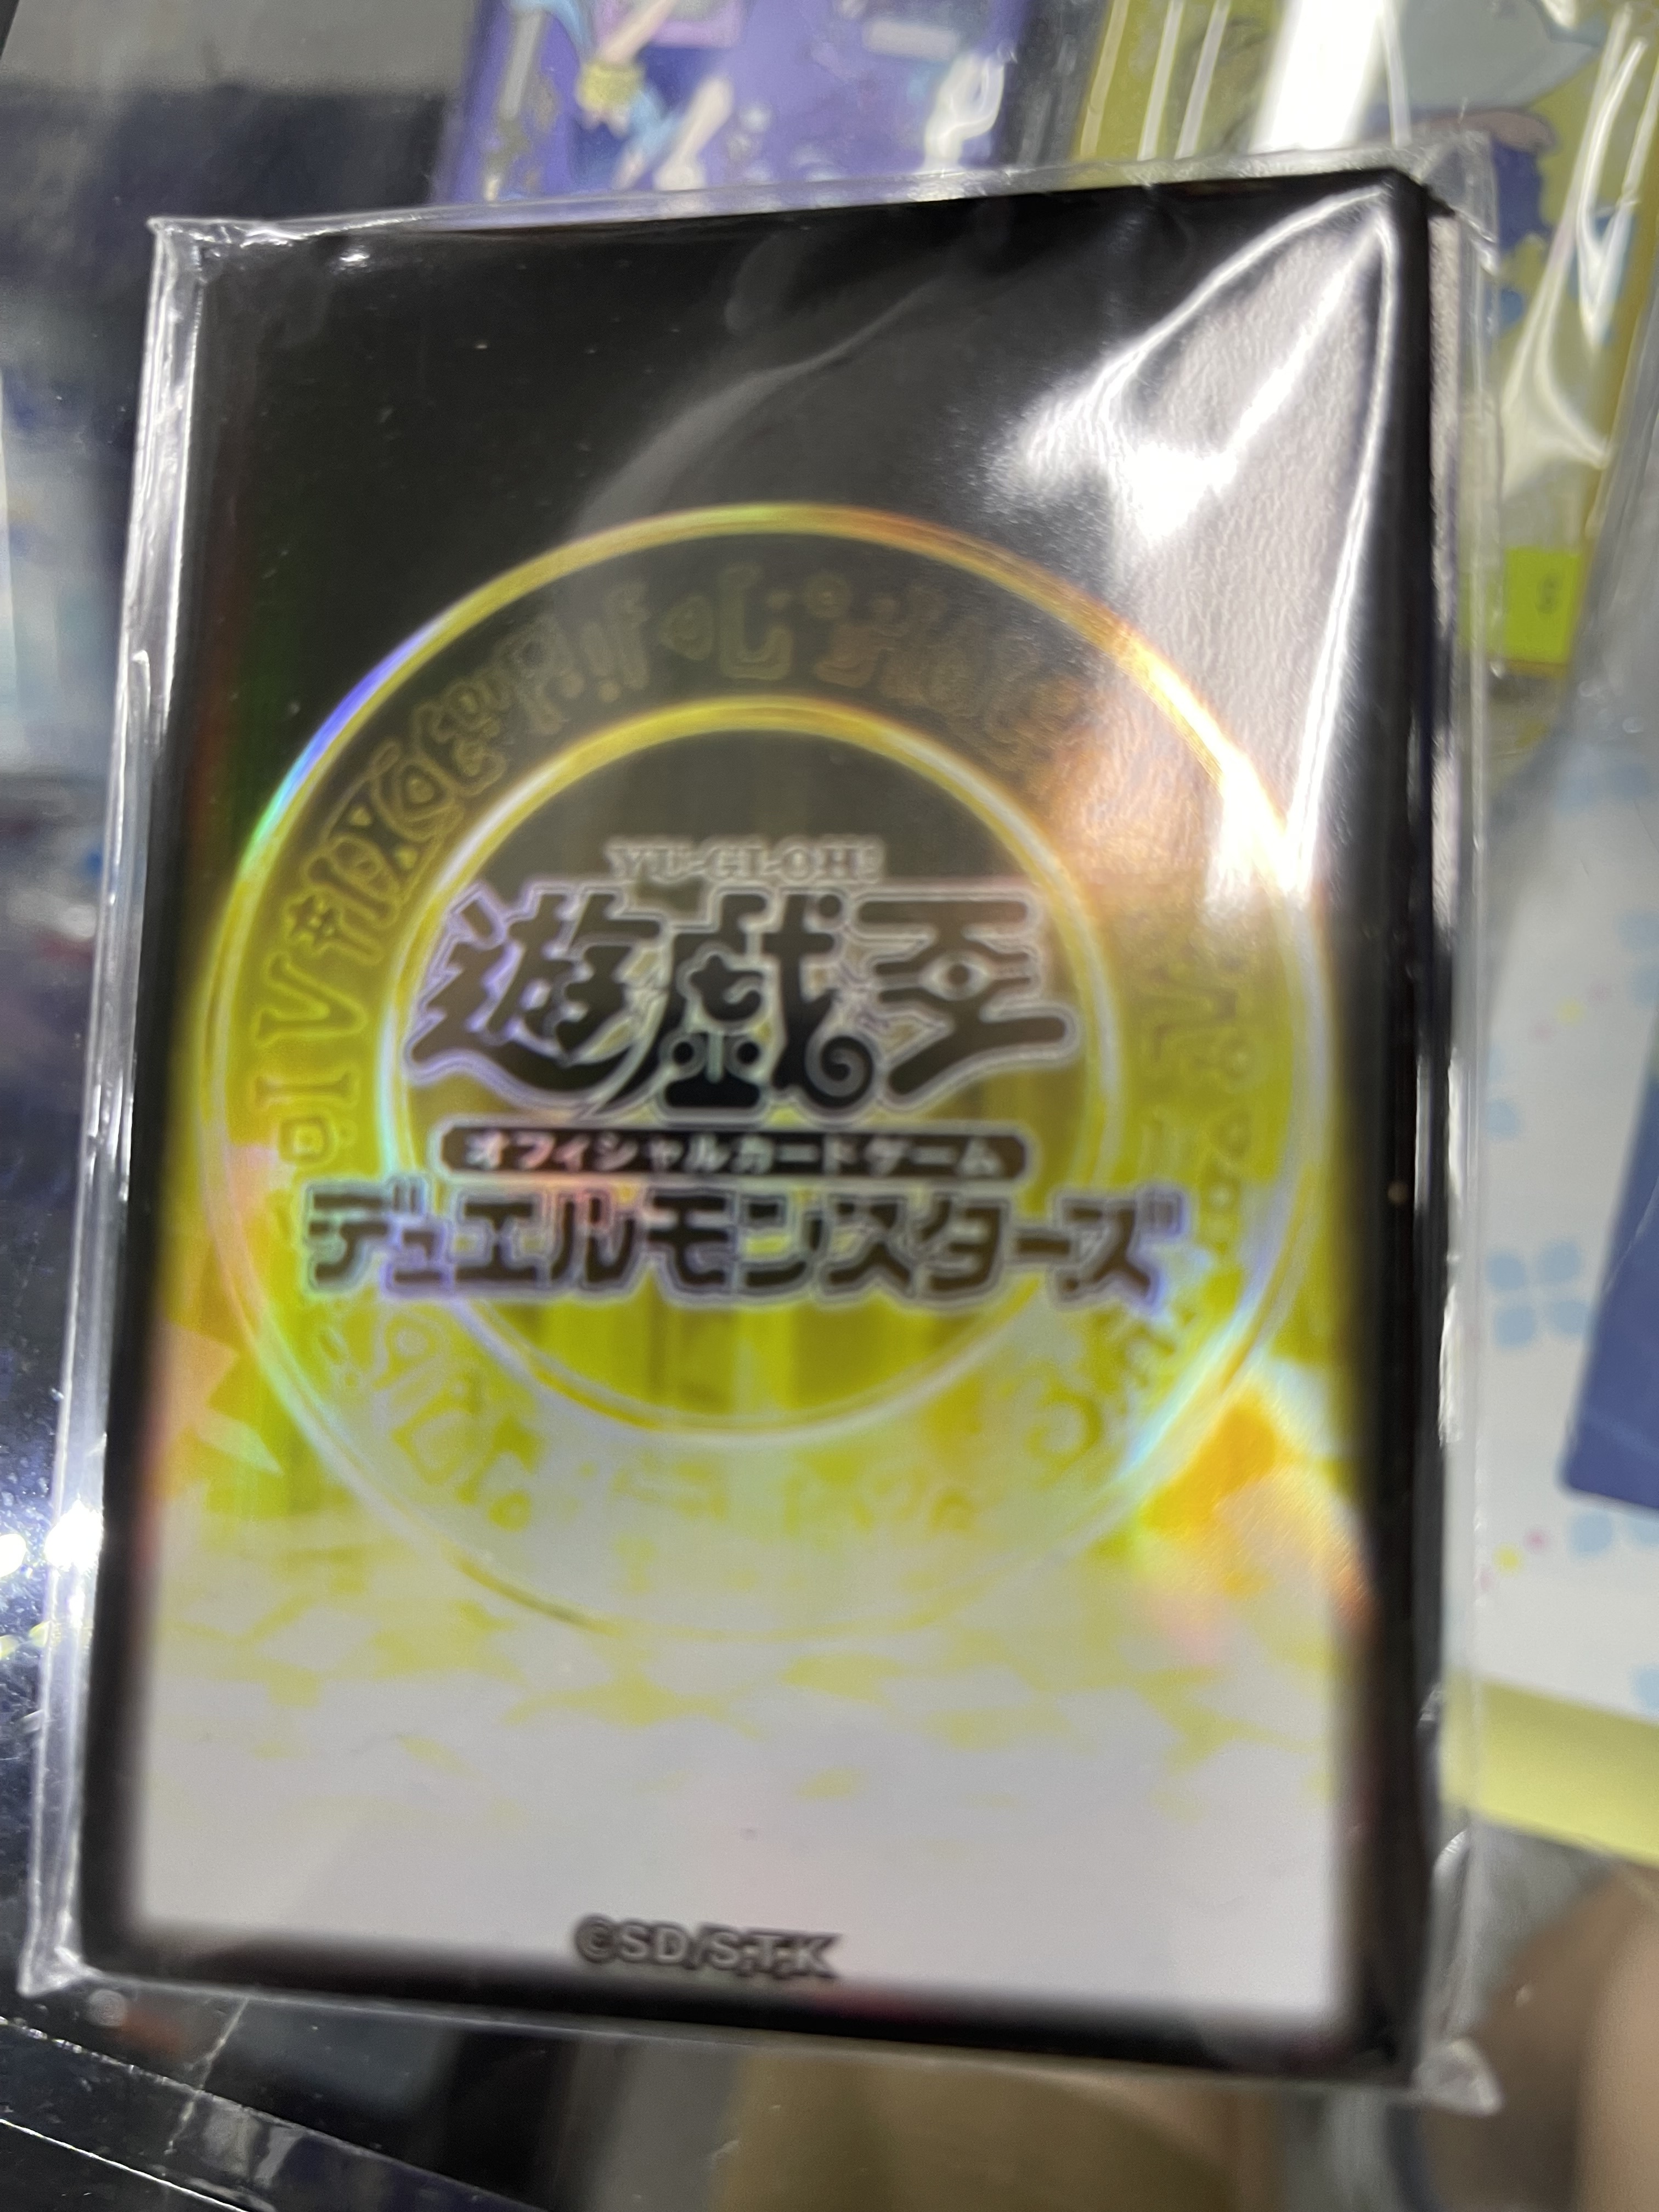 YU-GI-OH!
遊戯王
オフィシャルカードゲーム
デュエルモンスターズ
©SD/S,T,K